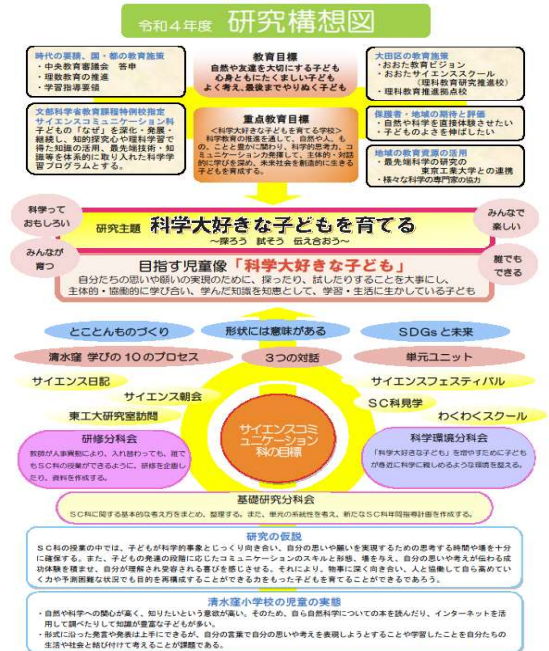 令和4年度 研究構想図
時代の要請、国・都の教育施策
・中央教育審議会 答申
・理数教育の推進
・学習指導要領
教育目標
自然や友達を大切にする子ども
心身ともにたくましい子ども
よく考え、最後までやりぬく子ども
大田区の教育施策
・おおた教育ビジョン
・おおたサイエンススクール
(理科教育研究推進校)
・理科教育推進拠点校
文部科学省教育課程特例校指定
サイエンスコミュニケーション科
子どもの「なぜ」を深化・発展・
継続し、知的探究心や理科学習で
得た知識の活用、最先端技術・知
識等を体系的に取り入れた科学学
習プログラムとする。
重点教育目標
<科学大好きな子どもを育てる学校>
科学教育の推進を通して、自然や人、も
の、ことと豊かに関わり、科学的思考力、コ
ミュニケーション力発揮して、主体的・対話
的に学びを深め、未来社会を創造的に生きる
子どもを育成する。
保護者・地域の期待と評価
・自然や科学を直接体験させたい
・子どものよさを伸ばしたい
地域の教育資源の活用
・最先端科学の研究の
東京工業大学との連携
・様々な科学の専門家の協力
科学って
おもしろい
みんなで
楽しい
研究主題 科学大好きな子どもを育てる
~探ろう 試そう 伝え合おう~
みんなが
育つ
誰でも
できる
目指す児童像「科学大好きな子ども」
自分たちの思いや願いの実現のために、探ったり、試したりすることを大事にし、
主体的・協働的に学び合い、学んだ知識を知恵として、学習・生活に生かしている子ども
とことんものづくり
形状には意味がある
SDGsと未来
清水窪 学びの10のプロセス
3つの対話
単元ユニット
サイエンス日記
サイエンスフェスティバル
サイエンス朝会
SC科見学
東工大研究室訪問
わくわくスクール
サイエンスコミ
ュニケーション
科の目標
研修分科会
教師が人事異動により、入れ替わっても、誰で
もSC科の授業ができるように、研修を企画し
たり、資料を作成する。
科学環境分科会
「科学大好きな子ども」を増やすために子ども
が身近に科学に親しめるような環境を整える。
基礎研究分科会
SC科に関する基本的な考え方をまとめ、整理する。また、単元の系統性を考え、新たなSC科年間指導計画を作成する。
研究の仮説
SC科の授業の中では、子どもが科学的事象とじっくり向き合い、自分の思いや願いを実現するための思考する時間や場を十分
に確保する。また、子どもの発達の段階に応じたコミュニケーションのスキルと形態、場を与え、自分の思いや考えが伝わる成
功体験を積ませ、自分が理解され受容される喜びを感じさせる。それにより、物事に深く向き合い、人と協働して自ら高めてい
く力や予測困難な状況でも目的を再構成することができる力をもった子どもを育てることができるであろう。
清水窪小学校の児童の実態
・自然や科学への関心が高く、知りたいという意欲が高い。そのため、自ら自然科学についての本を読んだり、インターネットを活
用して調べたりして知識が豊富な子どもが多い。
・形式に沿った発言や発表は上手にできるが、自分の言葉で自分の思いや考えを表現しようとすることや学習したことを自分たちの
生活や社会と結び付けて考えることが課題である。